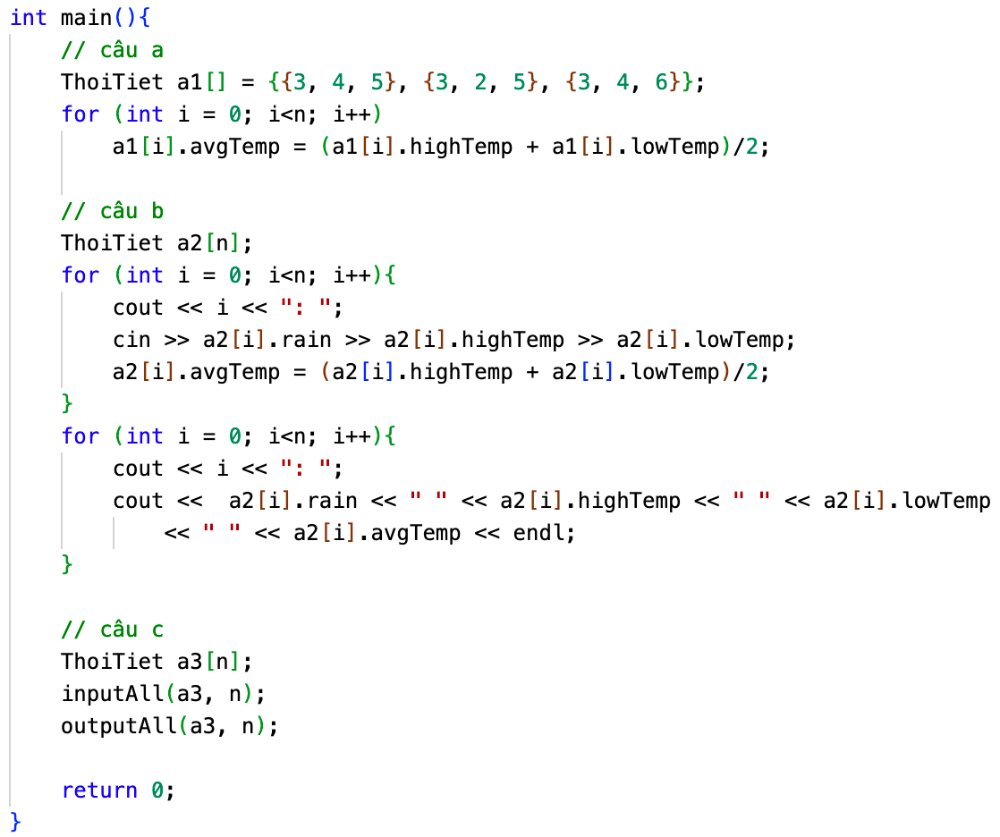 int main(){
    // câu a
    ThoiTiet a1[] = {{3, 4, 5}, {3, 2, 5}, {3, 4, 6}};
    for (int i = 0; i<n; i++)
        a1[i].avgTemp = (a1[i].highTemp + a1[i].lowTemp)/2;
    // câu b
    ThoiTiet a2[n];
    for (int i = 0; i<n; i++){
        cout << i << ": ";
        cin >> a2[i].rain >> a2[i].highTemp >> a2[i].lowTemp;
        a2[i].avgTemp = (a2[i].highTemp + a2[i].lowTemp)/2;
    }
    for (int i = 0; i<n; i++){
        cout << i << ": ";
        cout <<  a2[i].rain << " " << a2[i].highTemp << " " << a2[i].lowTemp
            << " " << a2[i].avgTemp << endl;
    }
    // câu c
    ThoiTiet a3[n];
    inputAll(a3, n);
    outputAll(a3, n);
    return 0;
}